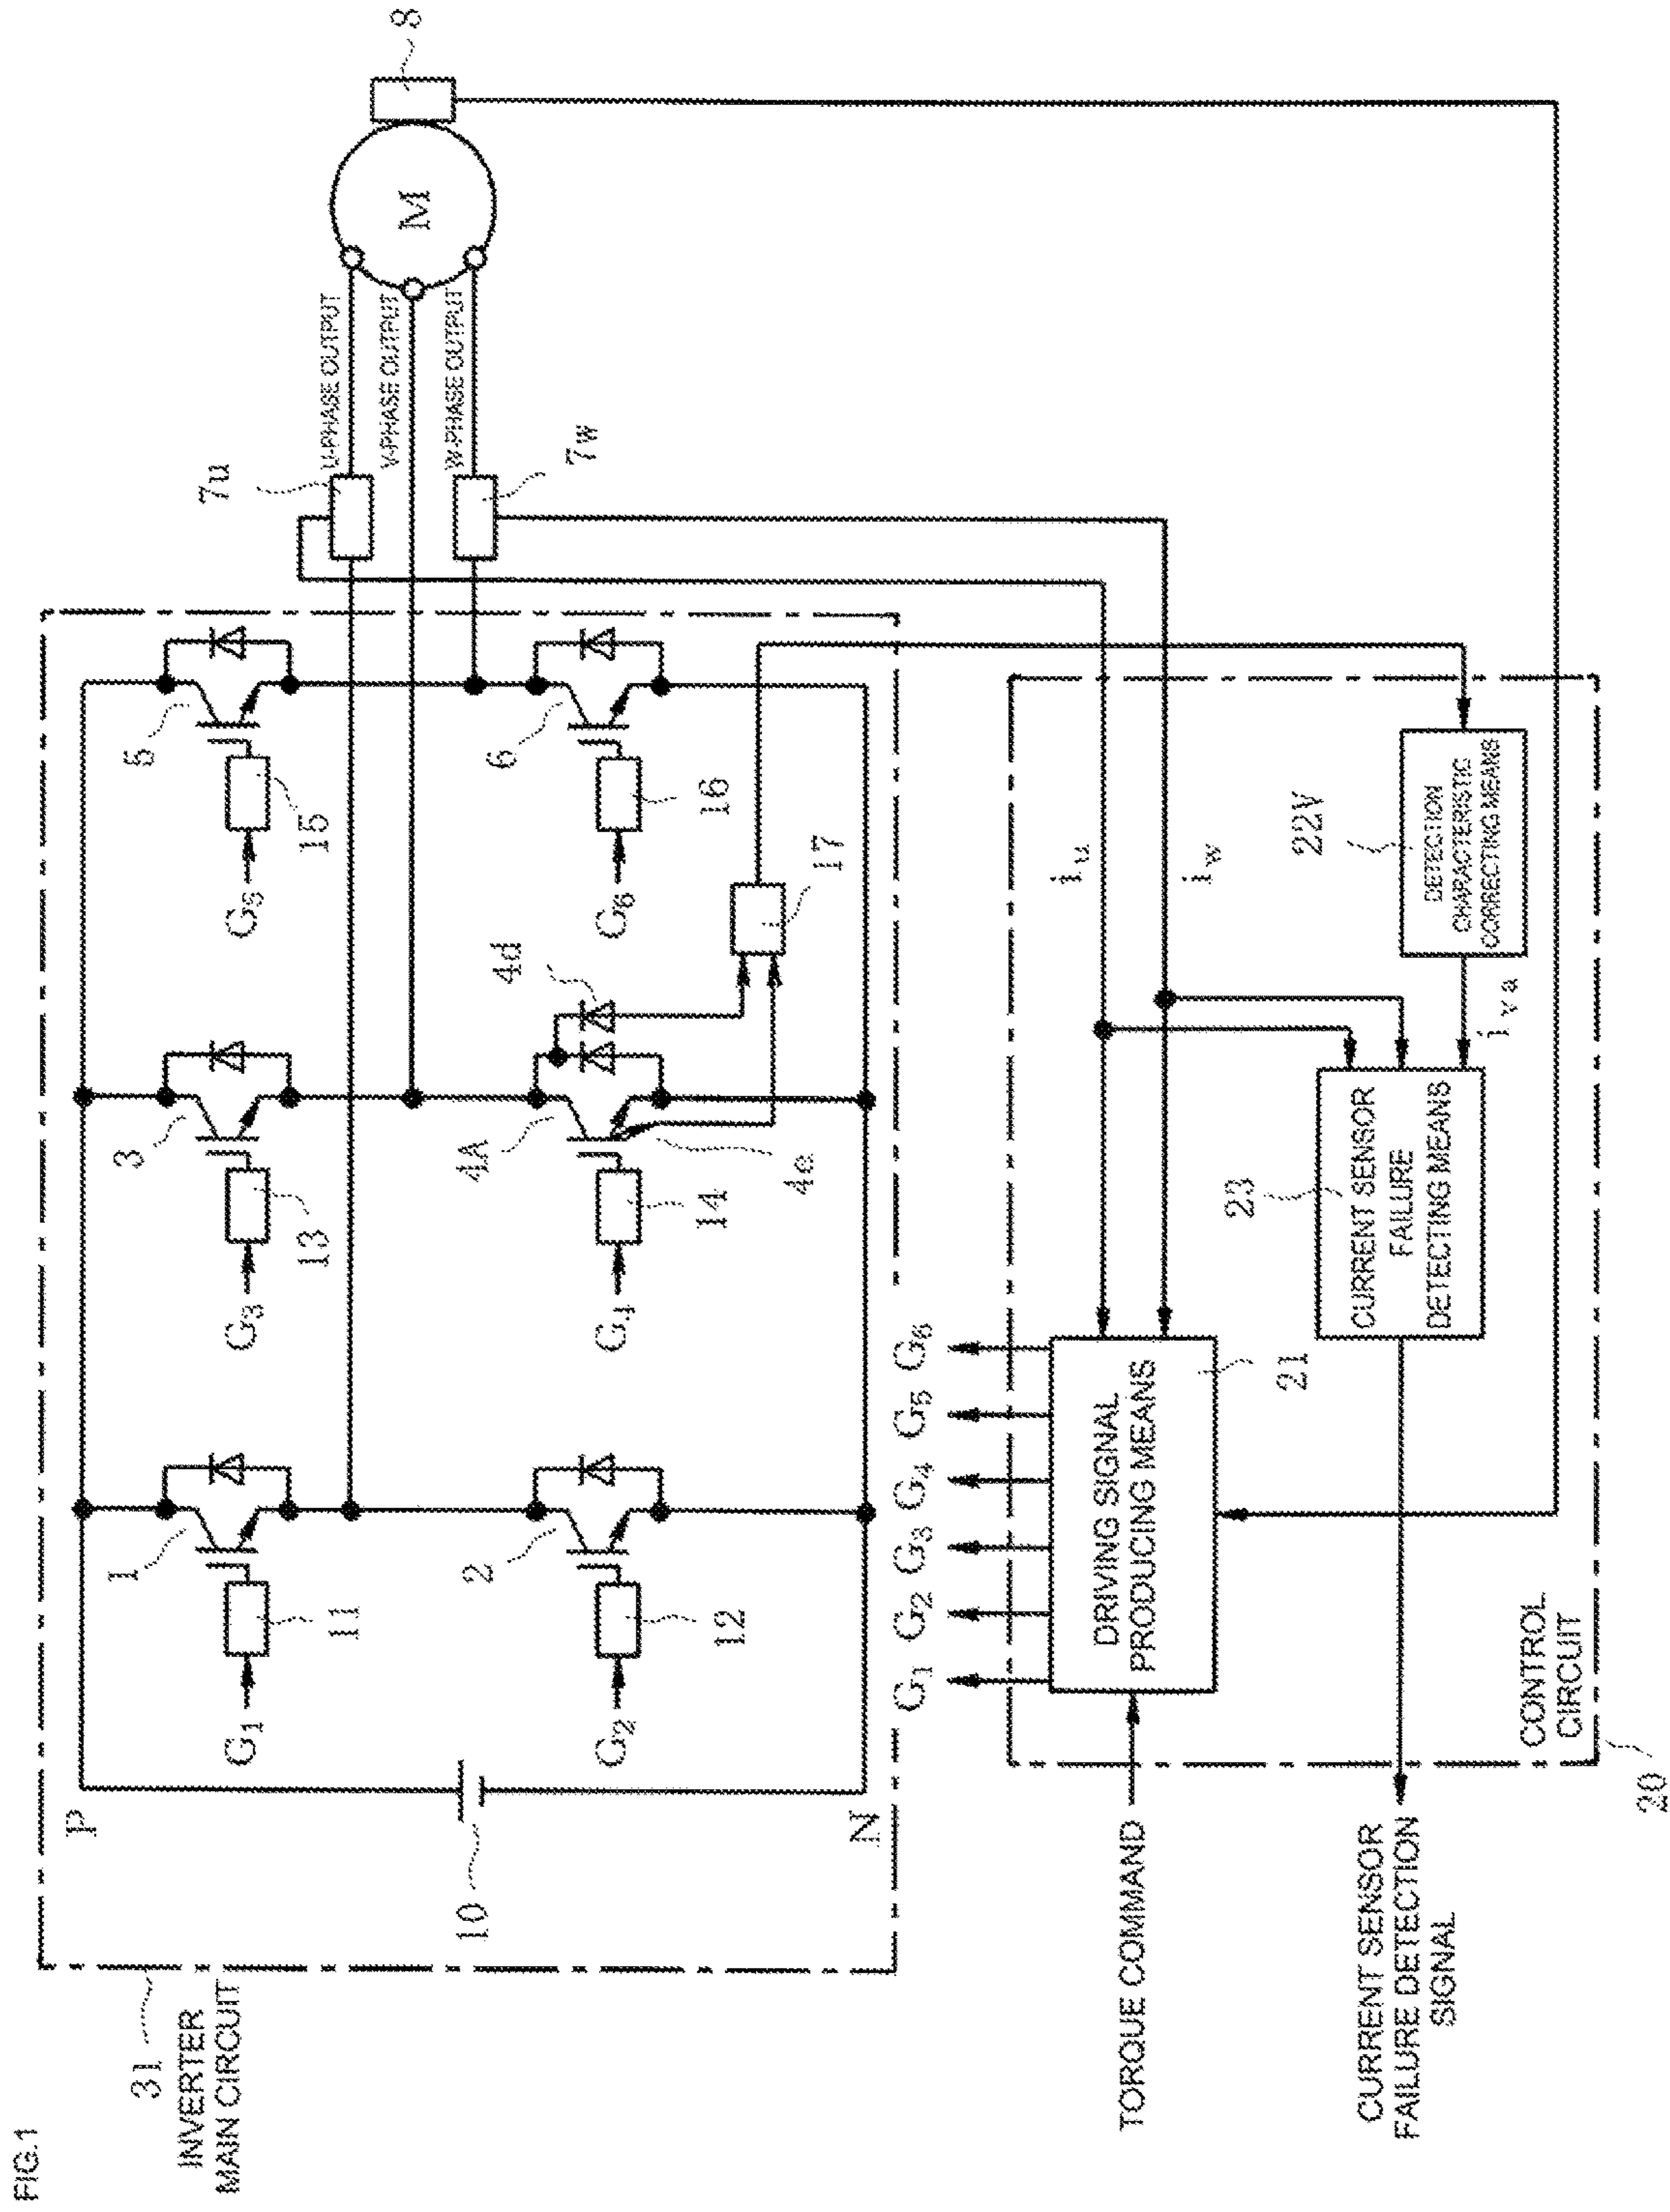 FIG.1
31
INVERTER
MAIN CIRCUIT
P
N
10
G1
11
1
G2
12
2
G3
13
3
G4
14
4A
4e
4d
G5
15
5
G6
16
6
17
7u
7w
U-PHASE OUTPUT
V-PHASE OUTPUT
W-PHASE OUTPUT
M
8
G1 G2 G3 G4 G5 G6
TORQUE COMMAND
DRIVING SIGNAL
PRODUCING MEANS
21
iu
iw
CURRENT SENSOR
FAILURE
DETECTING MEANS
23
iva
DETECTION
CHARACTERISTIC
CORRECTING MEANS
22V
CURRENT SENSOR
FAILURE DETECTION
SIGNAL
CONTROL
CIRCUIT
20